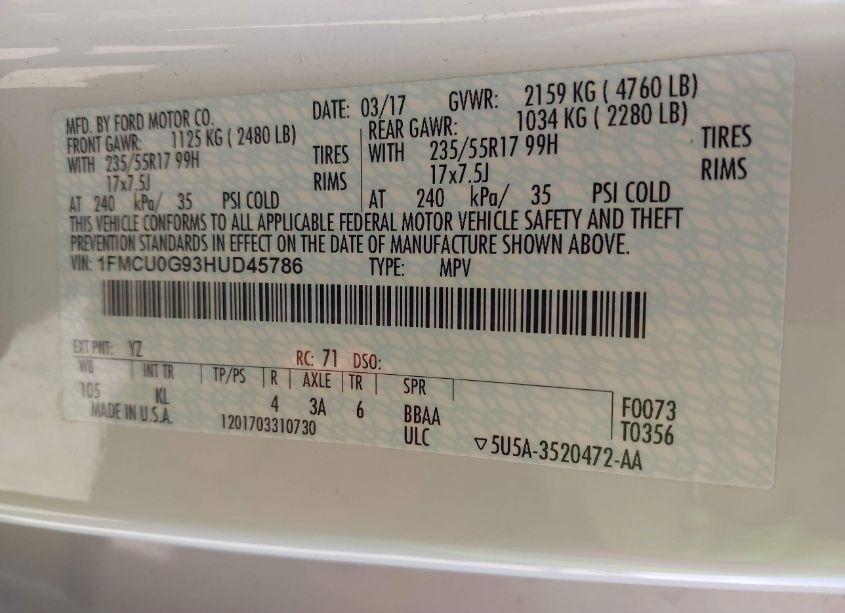 MFD. BY FORD MOTOR CO. DATE: 03/17 GVWR: 2159 KG ( 4760 LB)
FRONT GAWR: 1125 KG ( 2480 LB) REAR GAWR: 1034 KG ( 2280 LB)
WITH 235/55R17 99H TIRES WITH 235/55R17 99H TIRES
17x7.5J RIMS 17x7.5J RIMS
AT 240 kPa/ 35 PSI COLD AT 240 kPa/ 35 PSI COLD
THIS VEHICLE CONFORMS TO ALL APPLICABLE FEDERAL MOTOR VEHICLE SAFETY AND THEFT
PREVENTION STANDARDS IN EFFECT ON THE DATE OF MANUFACTURE SHOWN ABOVE.
VIN: 1FMCU0G93HUD45786 TYPE: MPV
EXT PNT: YZ RC: 71 DSO:
WB INT TR TP/PS R AXLE TR SPR
105 KL 4 3A 6 BBAA F0073
MADE IN U.S.A. 1201703310730 ULC T0356
▽5U5A-3520472-AA